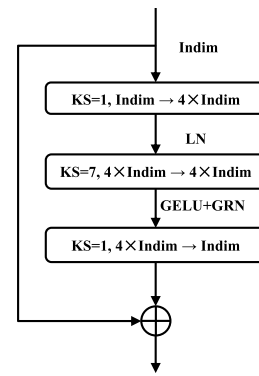 Indim
KS=1, Indim → 4×Indim
LN
KS=7, 4×Indim → 4×Indim
GELU+GRN
KS=1, 4×Indim → Indim